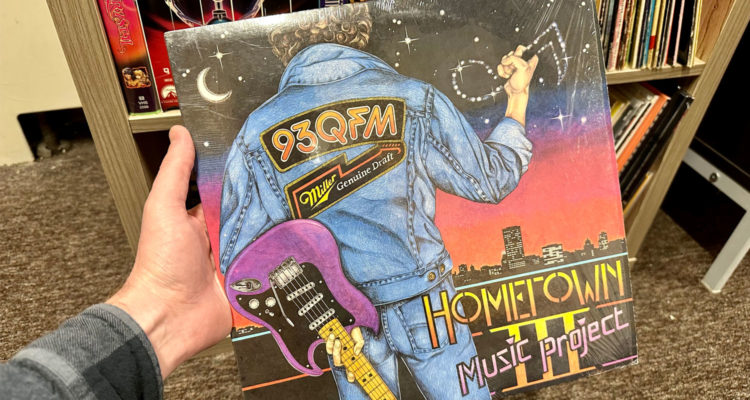 93QFM
Miller
Genuine Draft
HOMETOWN
III
Music Project